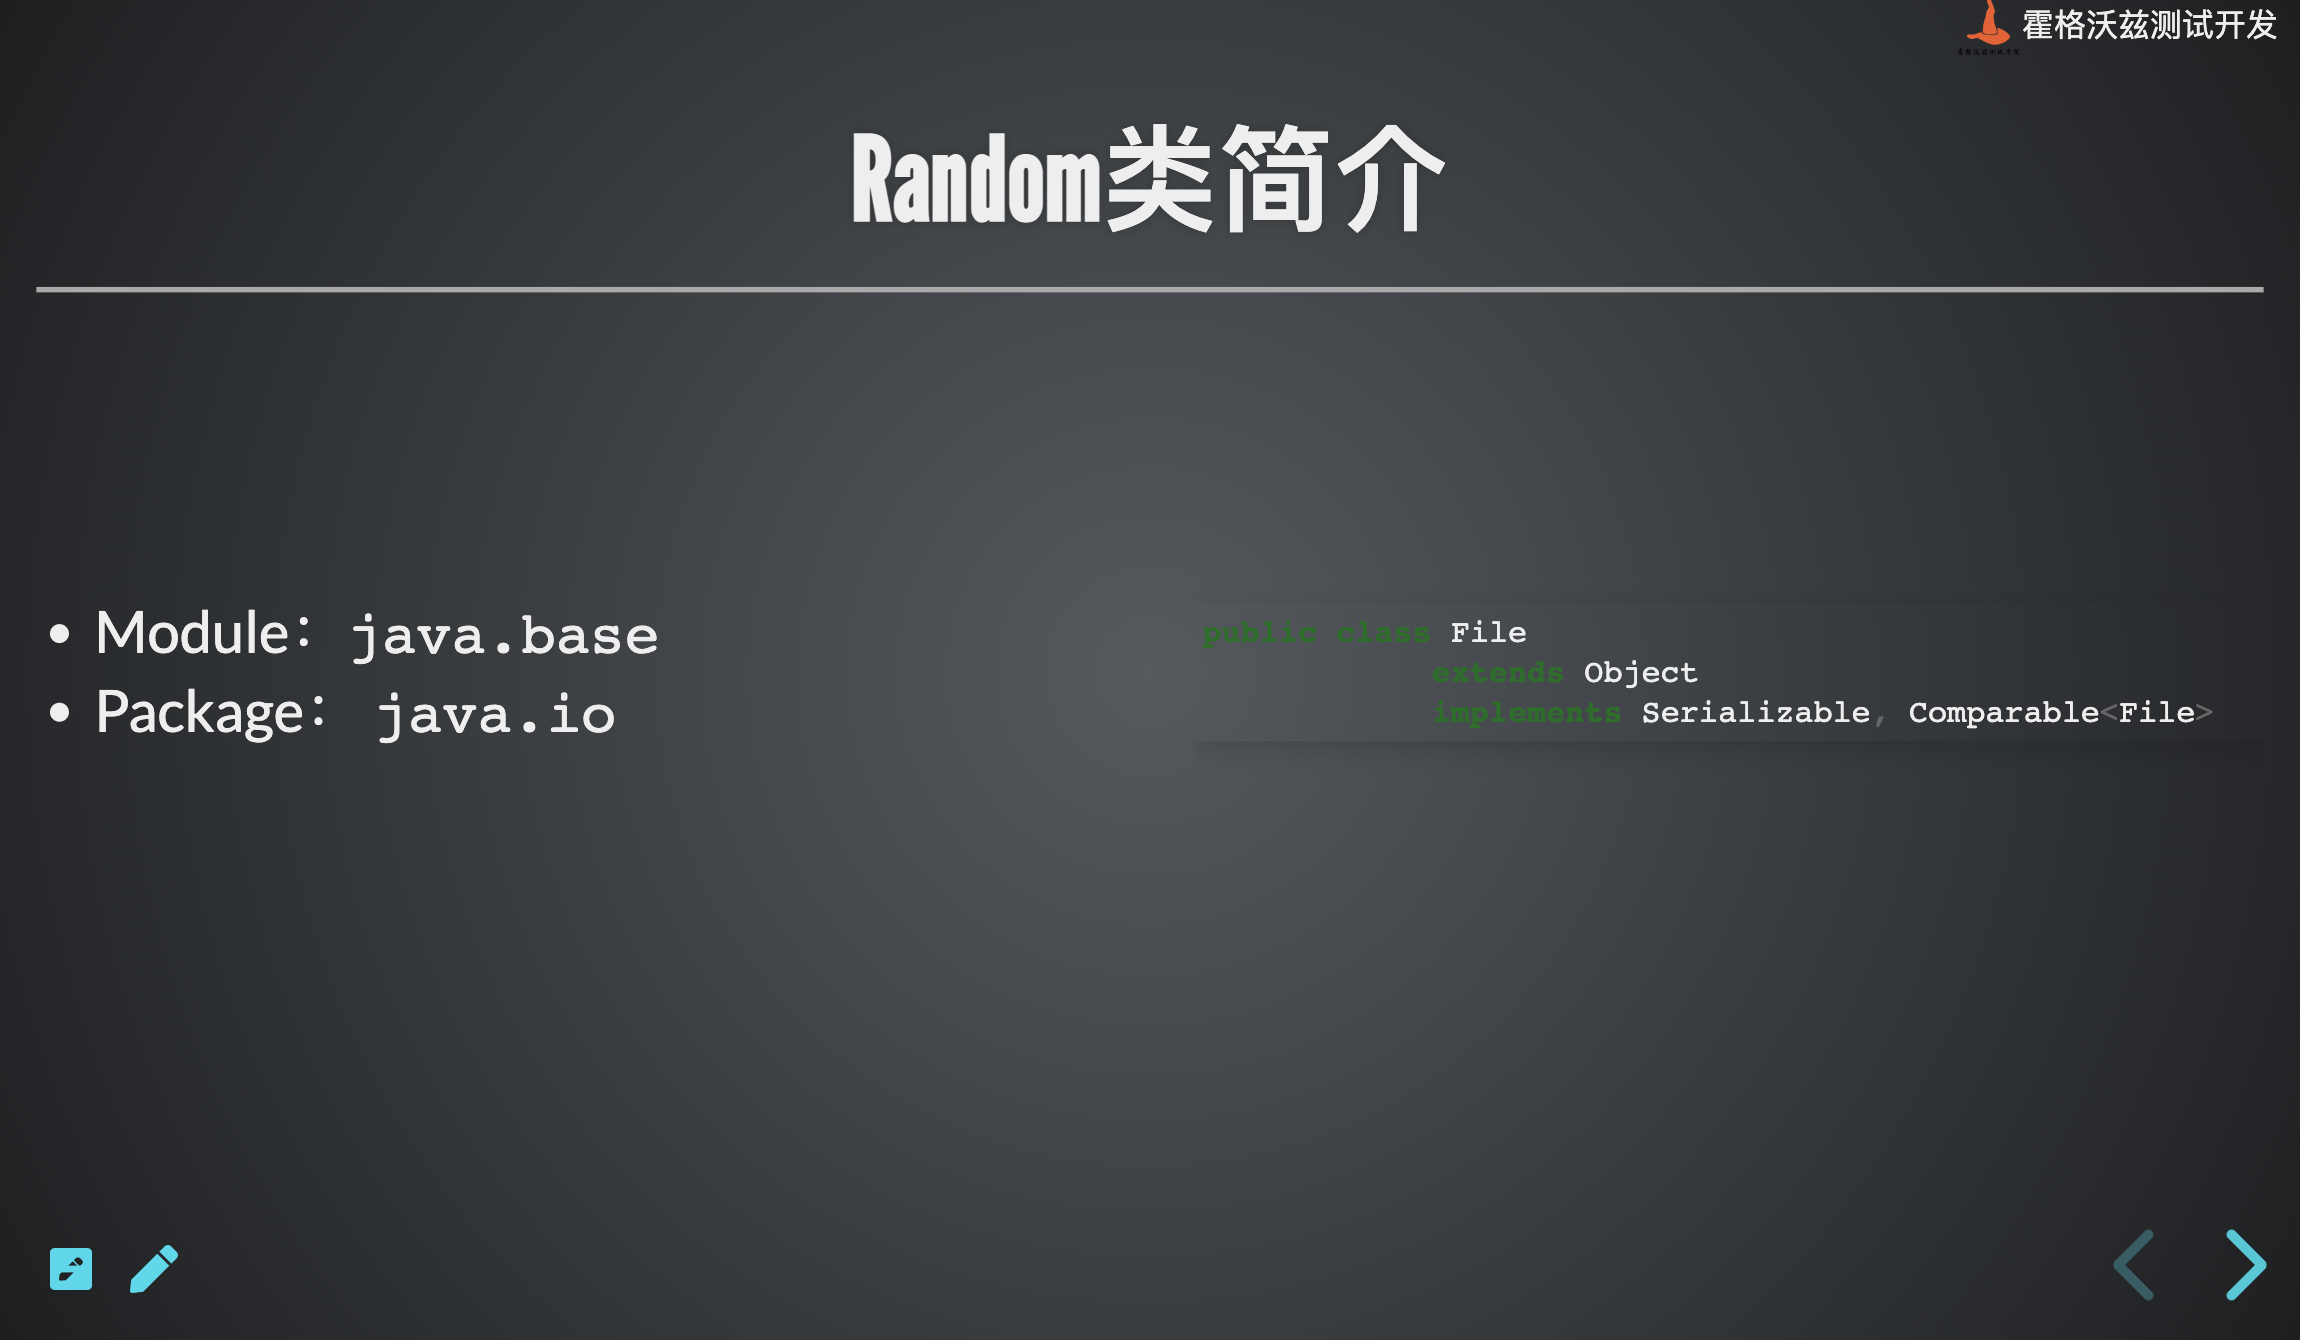 霍格沃兹测试开发
Random类简介
Module：java.base
Package： java.io
public class File
extends Object
implements Serializable, Comparable<File>